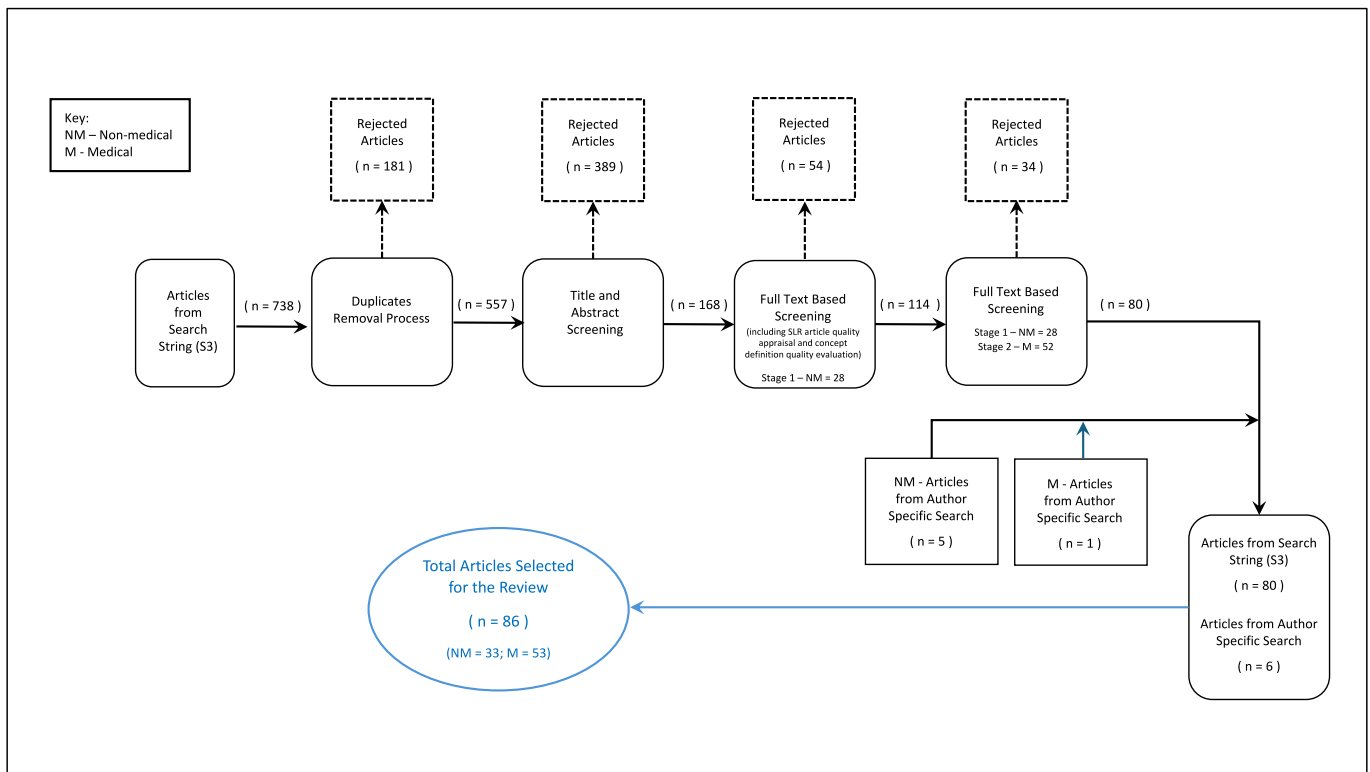 Key:
NM – Non-medical
M - Medical
Rejected
Articles
( n = 181 )
Rejected
Articles
( n = 389 )
Rejected
Articles
( n = 54 )
Rejected
Articles
( n = 34 )
Articles
from
Search
String (S3)
( n = 738 )
Duplicates
Removal Process
( n = 557 )
Title and
Abstract
Screening
( n = 168 )
Full Text Based
Screening
(including SLR article quality
appraisal and concept
definition quality evaluation)
Stage 1 – NM = 28
( n = 114 )
Full Text Based
Screening
Stage 1 – NM = 28
Stage 2 – M = 52
( n = 80 )
NM - Articles
from Author
Specific Search
( n = 5 )
M - Articles
from Author
Specific Search
( n = 1 )
Articles from Search
String (S3)
( n = 80 )
Articles from Author
Specific Search
( n = 6 )
Total Articles Selected
for the Review
( n = 86 )
(NM = 33; M = 53)